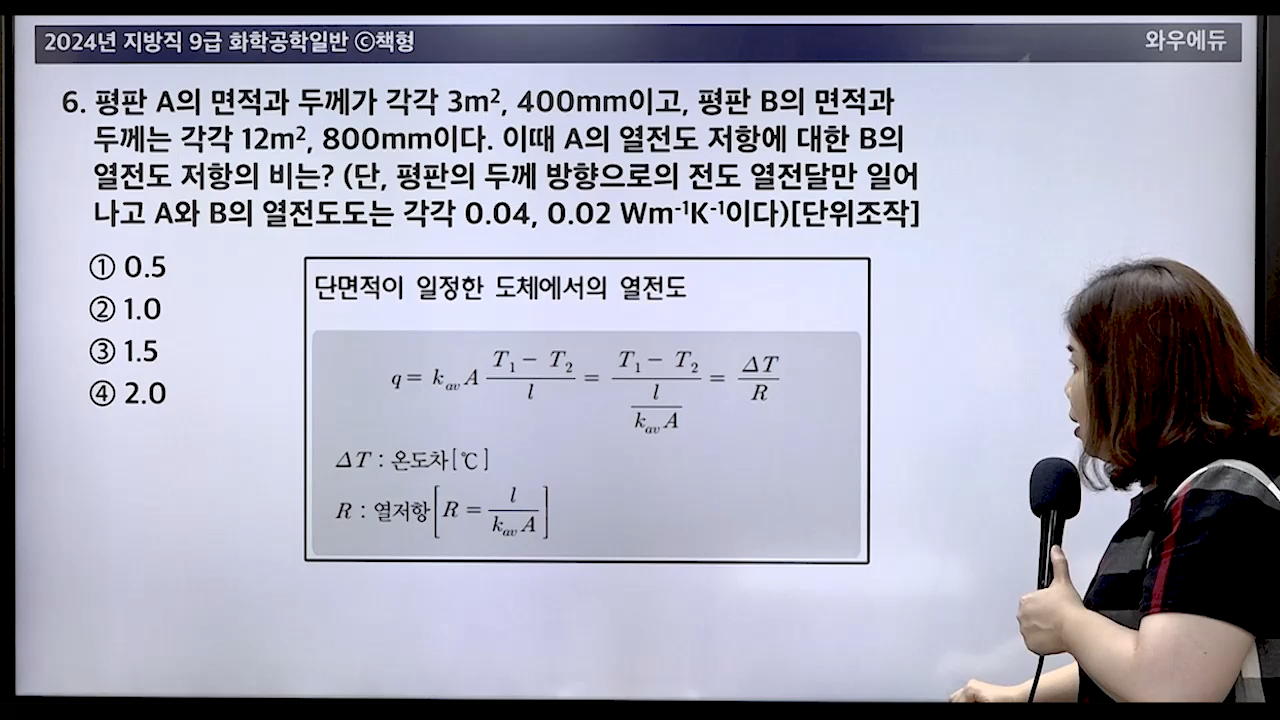 2024년 지방직 9급 화학공학일반 ⓒ책형
와우에듀
6. 평판 A의 면적과 두께가 각각 3m², 400mm이고, 평판 B의 면적과
두께는 각각 12m², 800mm이다. 이때 A의 열전도 저항에 대한 B의
열전도 저항의 비는? (단, 평판의 두께 방향으로의 전도 열전달만 일어
나고 A와 B의 열전도도는 각각 0.04, 0.02 Wm⁻¹K⁻¹이다)[단위조작]
① 0.5
② 1.0
③ 1.5
④ 2.0
단면적이 일정한 도체에서의 열전도
q = k_av A (T₁ − T₂)/l = (T₁ − T₂)/(l/(k_av A)) = ΔT/R
ΔT : 온도차[℃]
R : 열저항[R = l/(k_av A)]